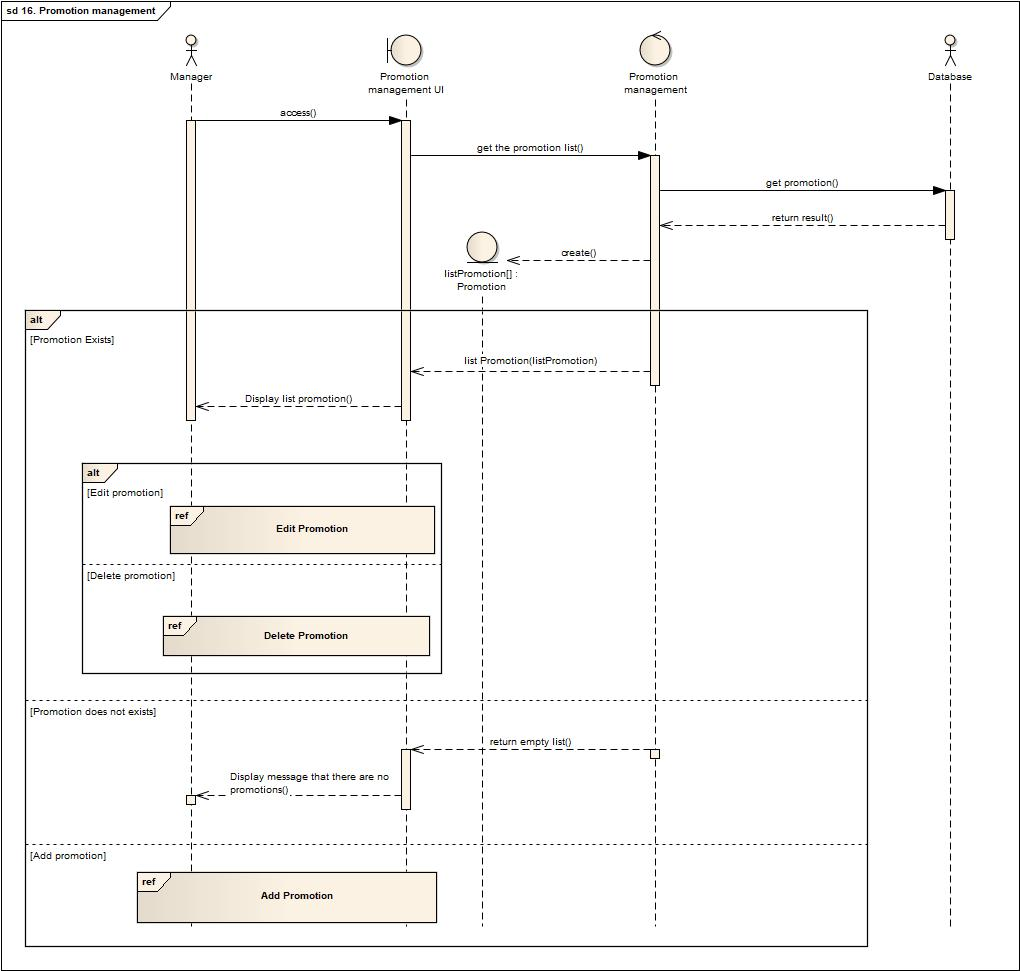 sd 16. Promotion management
Manager
Promotion
management UI
Promotion
management
Database
access()
get the promotion list()
get promotion()
return result()
create()
listPromotion[] :
Promotion
alt
[Promotion Exists]
list Promotion(listPromotion)
Display list promotion()
alt
[Edit promotion]
ref
Edit Promotion
[Delete promotion]
ref
Delete Promotion
[Promotion does not exists]
return empty list()
Display message that there are no
promotions()
[Add promotion]
ref
Add Promotion